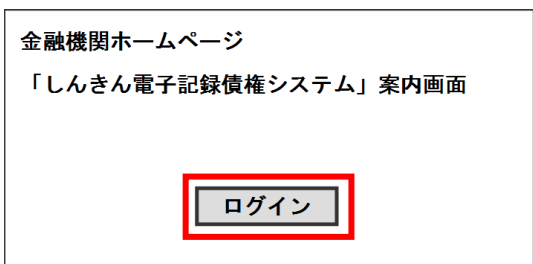 金融機関ホームページ
「しんきん電子記録債権システム」案内画面
ログイン